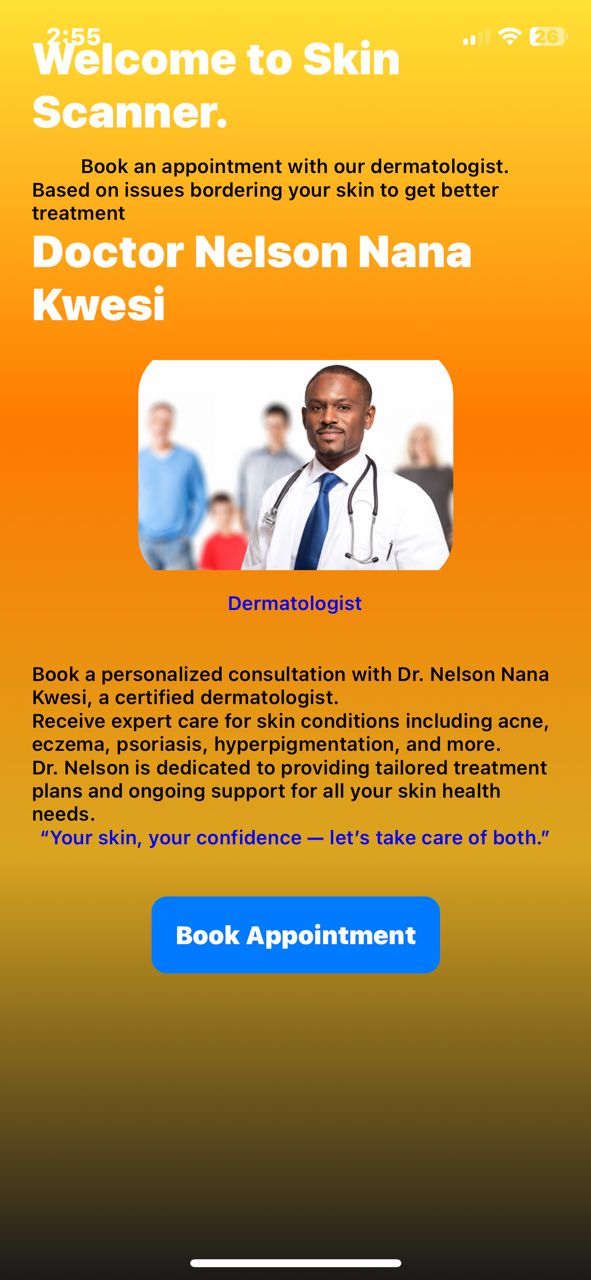 2:55
26
Welcome to Skin
Scanner.
Book an appointment with our dermatologist.
Based on issues bordering your skin to get better
treatment
Doctor Nelson Nana
Kwesi
Dermatologist
Book a personalized consultation with Dr. Nelson Nana
Kwesi, a certified dermatologist.
Receive expert care for skin conditions including acne,
eczema, psoriasis, hyperpigmentation, and more.
Dr. Nelson is dedicated to providing tailored treatment
plans and ongoing support for all your skin health
needs.
“Your skin, your confidence — let’s take care of both.”
Book Appointment